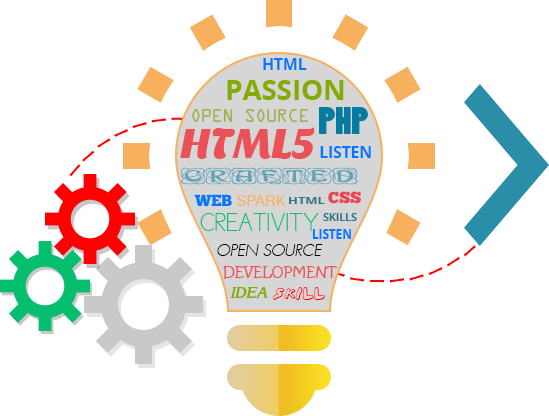 HTML
PASSION
OPEN SOURCE PHP
HTML5 LISTEN
CRAFTED
WEB SPARK HTML CSS
CREATIVITY SKILLS
LISTEN
OPEN SOURCE
DEVELOPMENT
IDEA SKILL